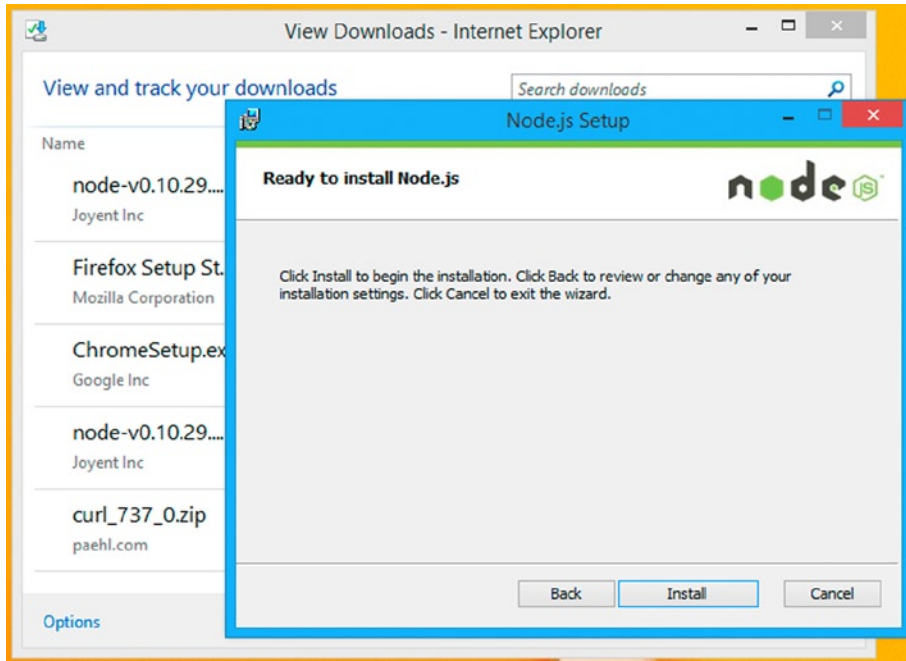 View Downloads - Internet Explorer
View and track your downloads
Search downloads
Name
node-v0.10.29....
Joyent Inc
Firefox Setup St.
Mozilla Corporation
ChromeSetup.ex
Google Inc
node-v0.10.29....
Joyent Inc
curl_737_0.zip
paehl.com
Options
Node.js Setup
Ready to install Node.js
node JS
Click Install to begin the installation. Click Back to review or change any of your
installation settings. Click Cancel to exit the wizard.
Back
Install
Cancel